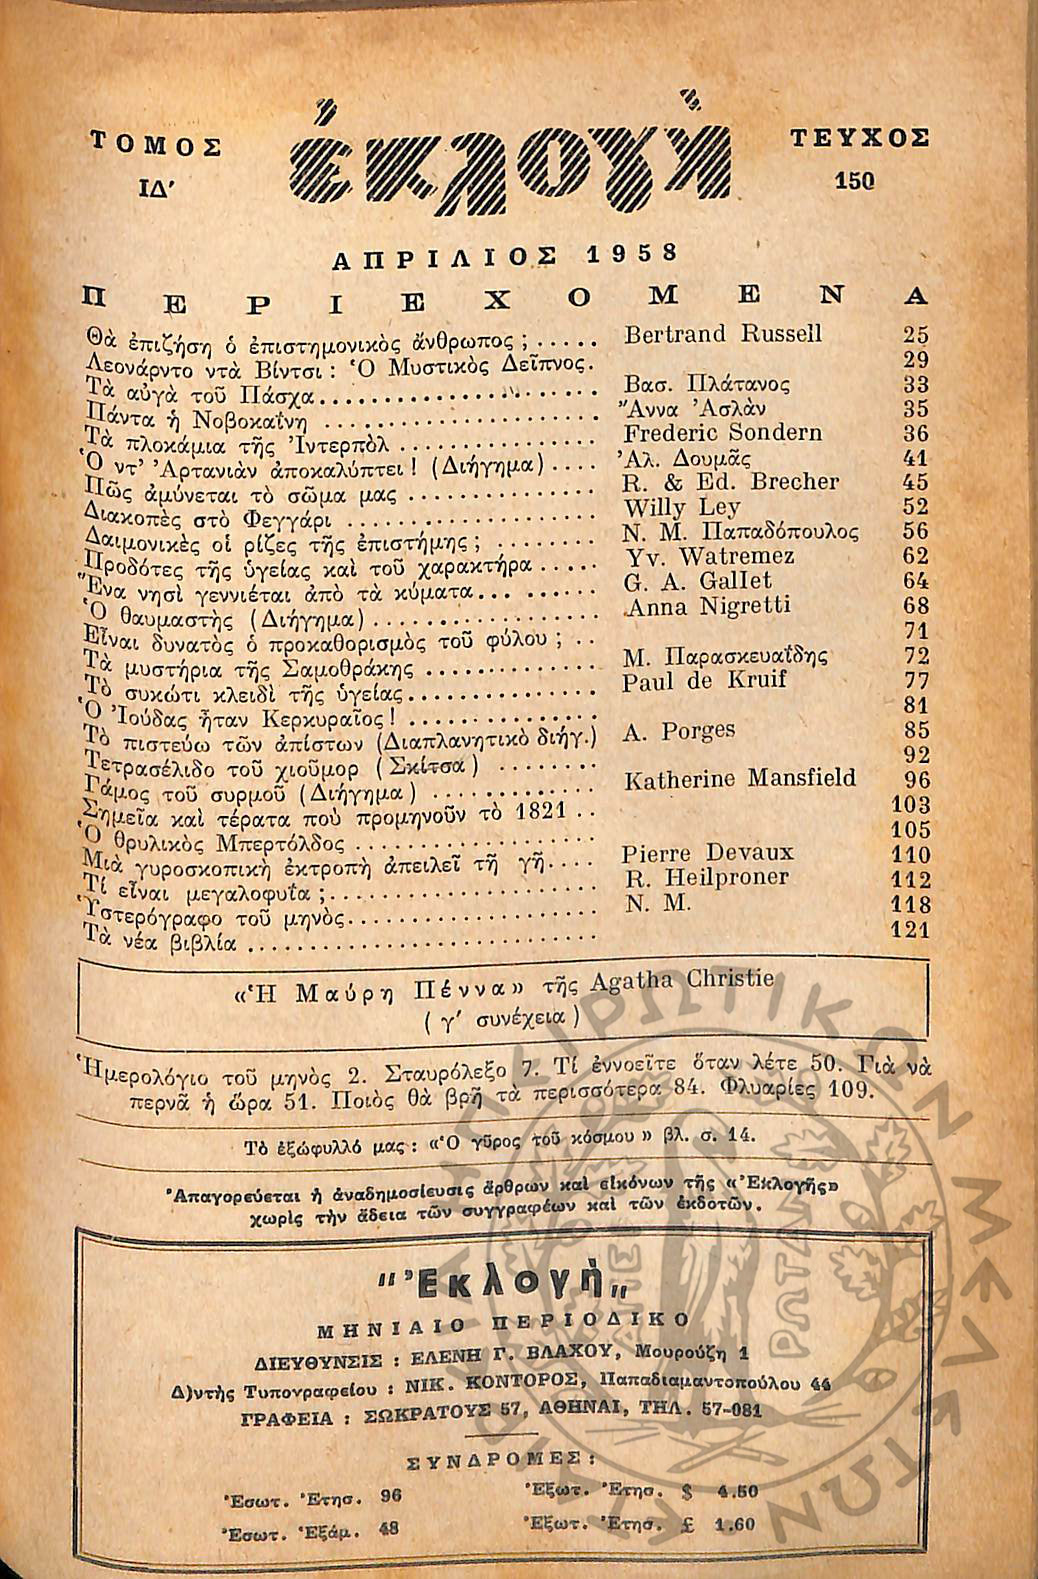 ΤΟΜΟΣ ἐκλογὴ ΤΕΥΧΟΣ
ΙΔ′ 150
ΑΠΡΙΛΙΟΣ 1958
ΠΕΡΙΕΧΟΜΕΝΑ
Θὰ ἐπιζήση ὁ ἐπιστημονικὸς ἄνθρωπος ; ..... Bertrand Russell 25
Λεονάρντο ντὰ Βίντσι : Ὁ Μυστικὸς Δεῖπνος. 29
Τὰ αὐγὰ τοῦ Πάσχα..................... Βασ. Πλάτανος 33
Πάντα ἡ Νοβοκαΐνη ..................... Ἄννα Ἀσλὰν 35
Τὰ πλοκάμια τῆς Ἰντερπὸλ ................ Frederic Sondern 36
Ὁ ντ' Ἀρτανιὰν ἀποκαλύπτει ! (Διήγημα) .... Ἀλ. Δουμᾶς 41
Πῶς ἀμύνεται τὸ σῶμα μας ............... R. & Ed. Brecher 45
Διακοπὲς στὸ Φεγγάρι .................... Willy Ley 52
Δαιμονικὲς οἱ ρίζες τῆς ἐπιστήμης ; ........ Ν. Μ. Παπαδόπουλος 56
Προδότες τῆς ὑγείας καὶ τοῦ χαρακτήρα ..... Yv. Watremez 62
Ἕνα νησὶ γεννιέται ἀπὸ τὰ κύματα... ...... G. A. Gallet 64
Ὁ θαυμαστὴς (Διήγημα) .................. Anna Nigretti 68
Εἶναι δυνατὸς ὁ προκαθορισμὸς τοῦ φύλου ; .. 71
Τὰ μυστήρια τῆς Σαμοθράκης .............. Μ. Παρασκευαΐδης 72
Τὸ συκώτι κλειδὶ τῆς ὑγείας............... Paul de Kruif 77
Ὁ Ἰούδας ἦταν Κερκυραῖος ! ............... 81
Τὸ πιστεύω τῶν ἀπίστων (Διαπλανητικὸ διήγ.) A. Porges 85
Τετρασέλιδο τοῦ χιοῦμορ (Σκίτσα) ........ 92
Γάμος τοῦ συρμοῦ (Διήγημα) ............. Katherine Mansfield 96
Σημεῖα καὶ τέρατα ποὺ προμηνοῦν τὸ 1821 .. 103
Ὁ θρυλικὸς Μπερτόλδος ................... 105
Μιὰ γυροσκοπικὴ ἐκτροπὴ ἀπειλεῖ τῆ γῆ.... Pierre Devaux 110
Τί εἶναι μεγαλοφυΐα ;..................... R. Heilproner 112
Ὑστερόγραφο τοῦ μηνὸς.................... Ν. Μ. 118
Τὰ νέα βιβλία ............................ 121
«Ἡ Μαύρη Πέννα» τῆς Agatha Christie
( γ′ συνέχεια )
Ἡμερολόγιο τοῦ μηνὸς 2. Σταυρόλεξο 7. Τί ἐννοεῖτε ὅταν λέτε 50. Γιὰ νὰ
περνᾶ ἡ ὥρα 51. Ποιὸς θὰ βρῆ τὰ περισσότερα 84. Φλυαρίες 109.
Τὸ ἐξώφυλλό μας : «Ὁ γῦρος τοῦ κόσμου» βλ. σ. 14.
Ἀπαγορεύεται ἡ ἀναδημοσίευσις ἄρθρων καὶ εἰκόνων τῆς «Ἐκλογῆς»
χωρὶς τὴν ἄδεια τῶν συγγραφέων καὶ τῶν ἐκδοτῶν.
"Ἐκλογὴ"
ΜΗΝΙΑΙΟ ΠΕΡΙΟΔΙΚΟ
ΔΙΕΥΘΥΝΣΙΣ : ΕΛΕΝΗ Γ. ΒΛΑΧΟΥ, Μουρούζη 1
Δ)ντὴς Τυπογραφείου : ΝΙΚ. ΚΟΝΤΟΡΟΣ, Παπαδιαμαντοπούλου 44
ΓΡΑΦΕΙΑ : ΣΩΚΡΑΤΟΥΣ 57, ΑΘΗΝΑΙ, ΤΗΛ. 57-081
ΣΥΝΔΡΟΜΕΣ :
Ἐσωτ. Ἐτησ. 96 Ἐξωτ. Ἐτησ. $ 4.50
Ἐσωτ. Ἑξάμ. 48 Ἐξωτ. Ἐτησ. £ 1.60